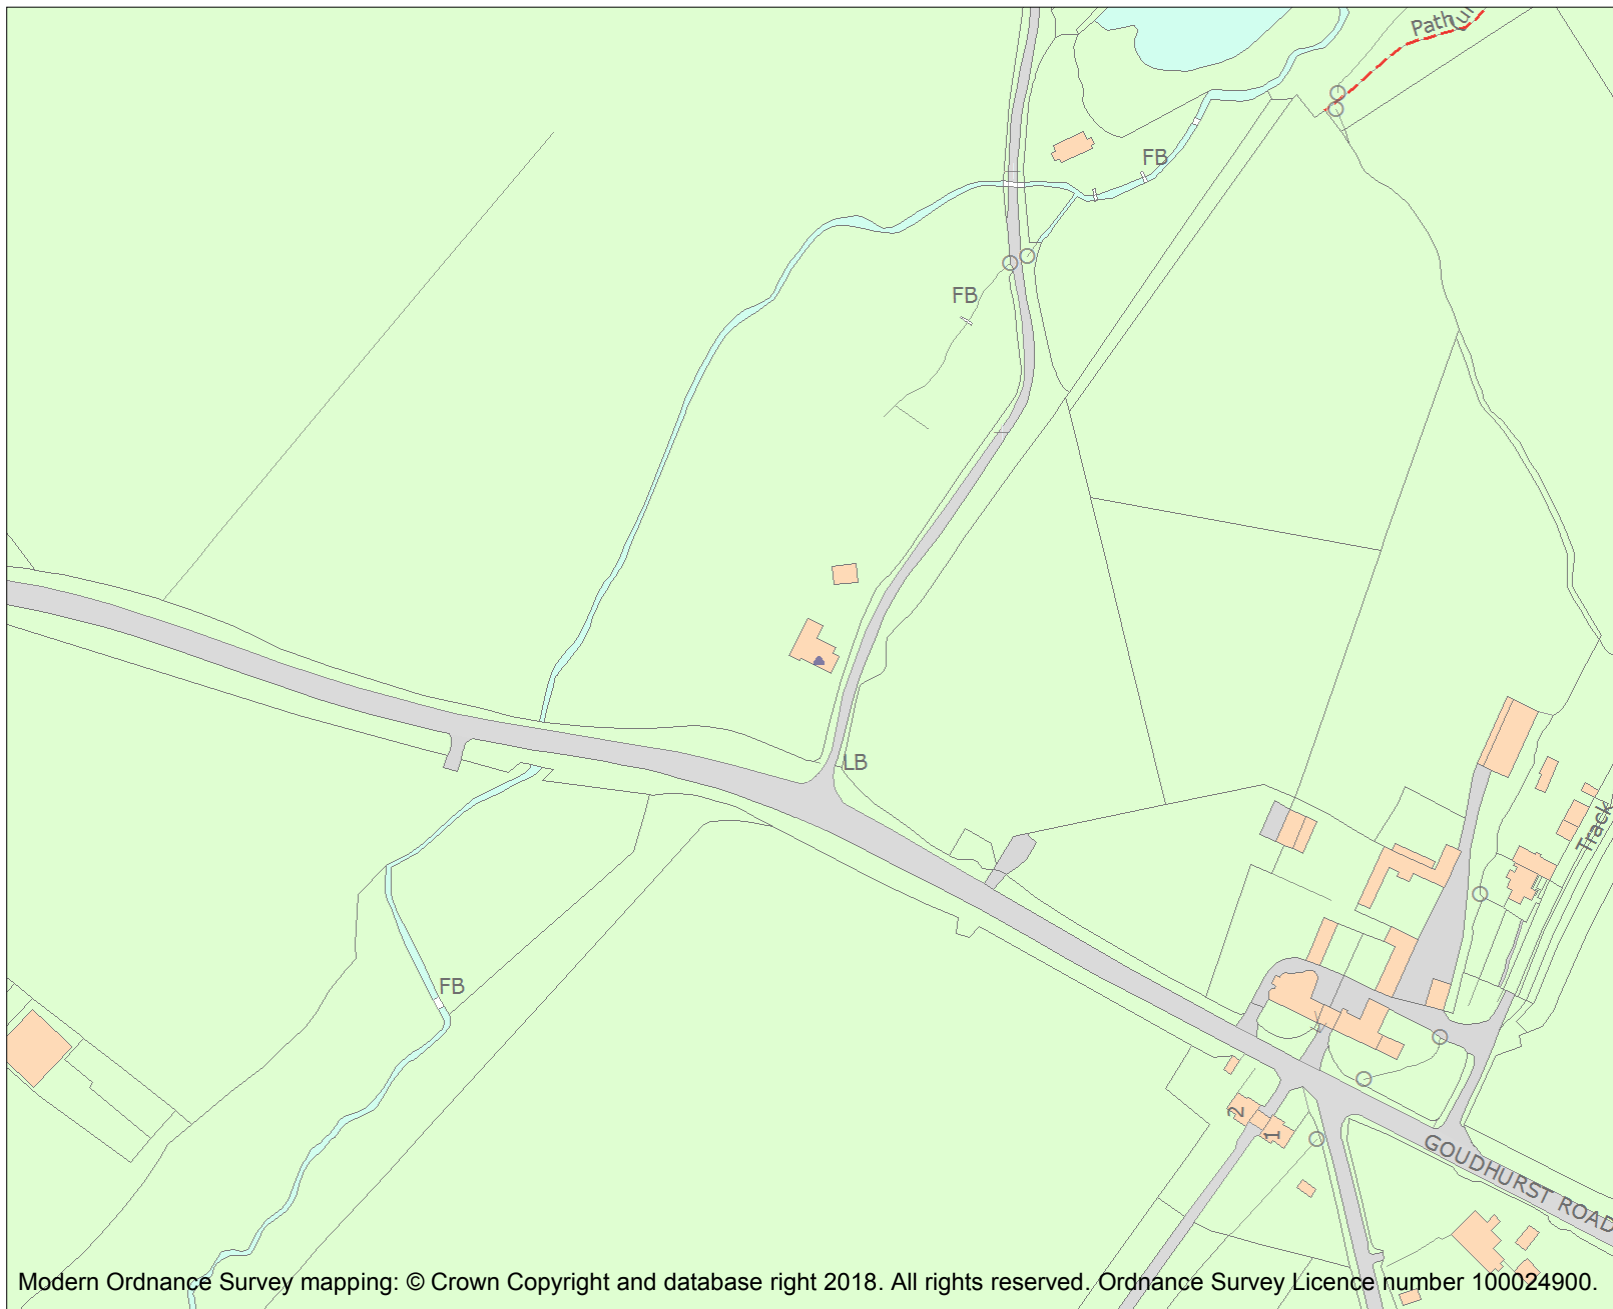 Path
FB
FB
LB
Track
FB
2
1
GOUDHURST ROAD
Modern Ordnance Survey mapping: © Crown Copyright and database right 2018. All rights reserved. Ordnance Survey Licence number 100024900.